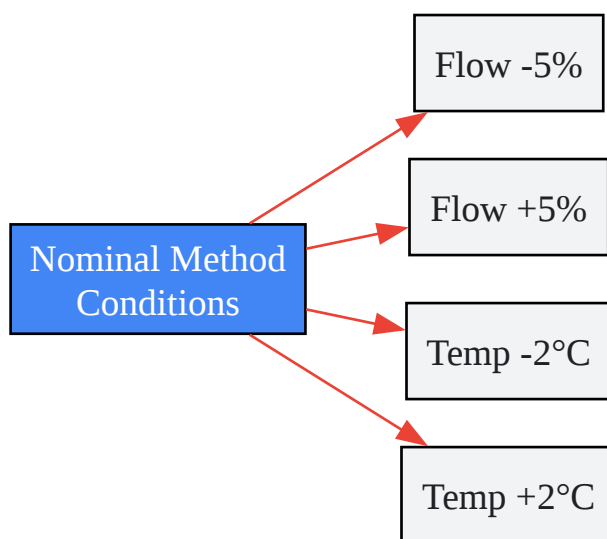 Flow -5%
Flow +5%
Nominal Method
Conditions
Temp -2°C
Temp +2°C